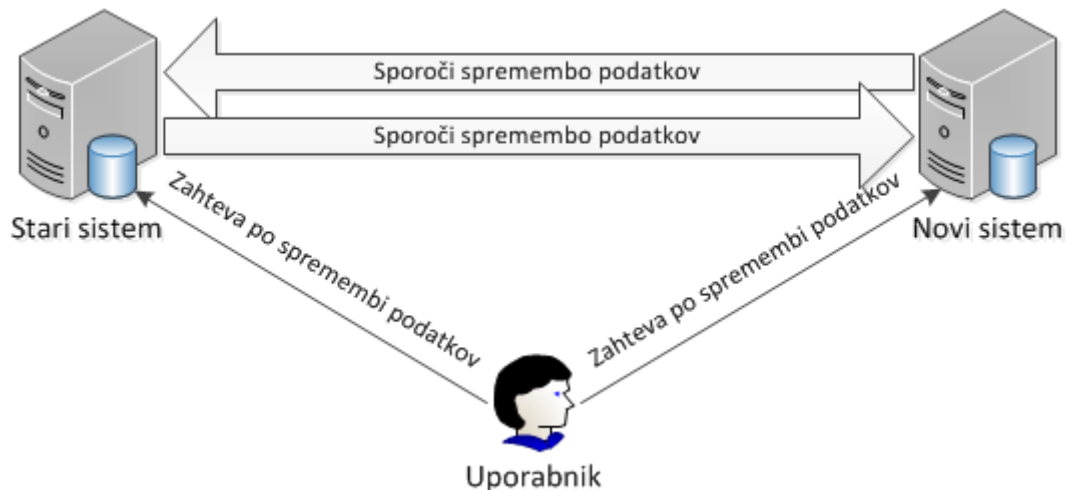 Sporoči spremembo podatkov
Sporoči spremembo podatkov
Stari sistem
Novi sistem
Zahteva po spremembi podatkov
Zahteva po spremembi podatkov
Uporabnik